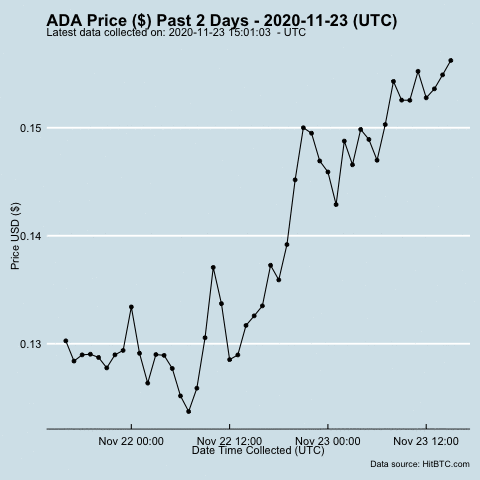 ADA Price ($) Past 2 Days - 2020-11-23 (UTC)
Latest data collected on: 2020-11-23 15:01:03 - UTC
0.15
0.14
0.13
Price USD ($)
Nov 22 00:00 Nov 22 12:00 Nov 23 00:00 Nov 23 12:00
Date Time Collected (UTC)
Data source: HitBTC.com